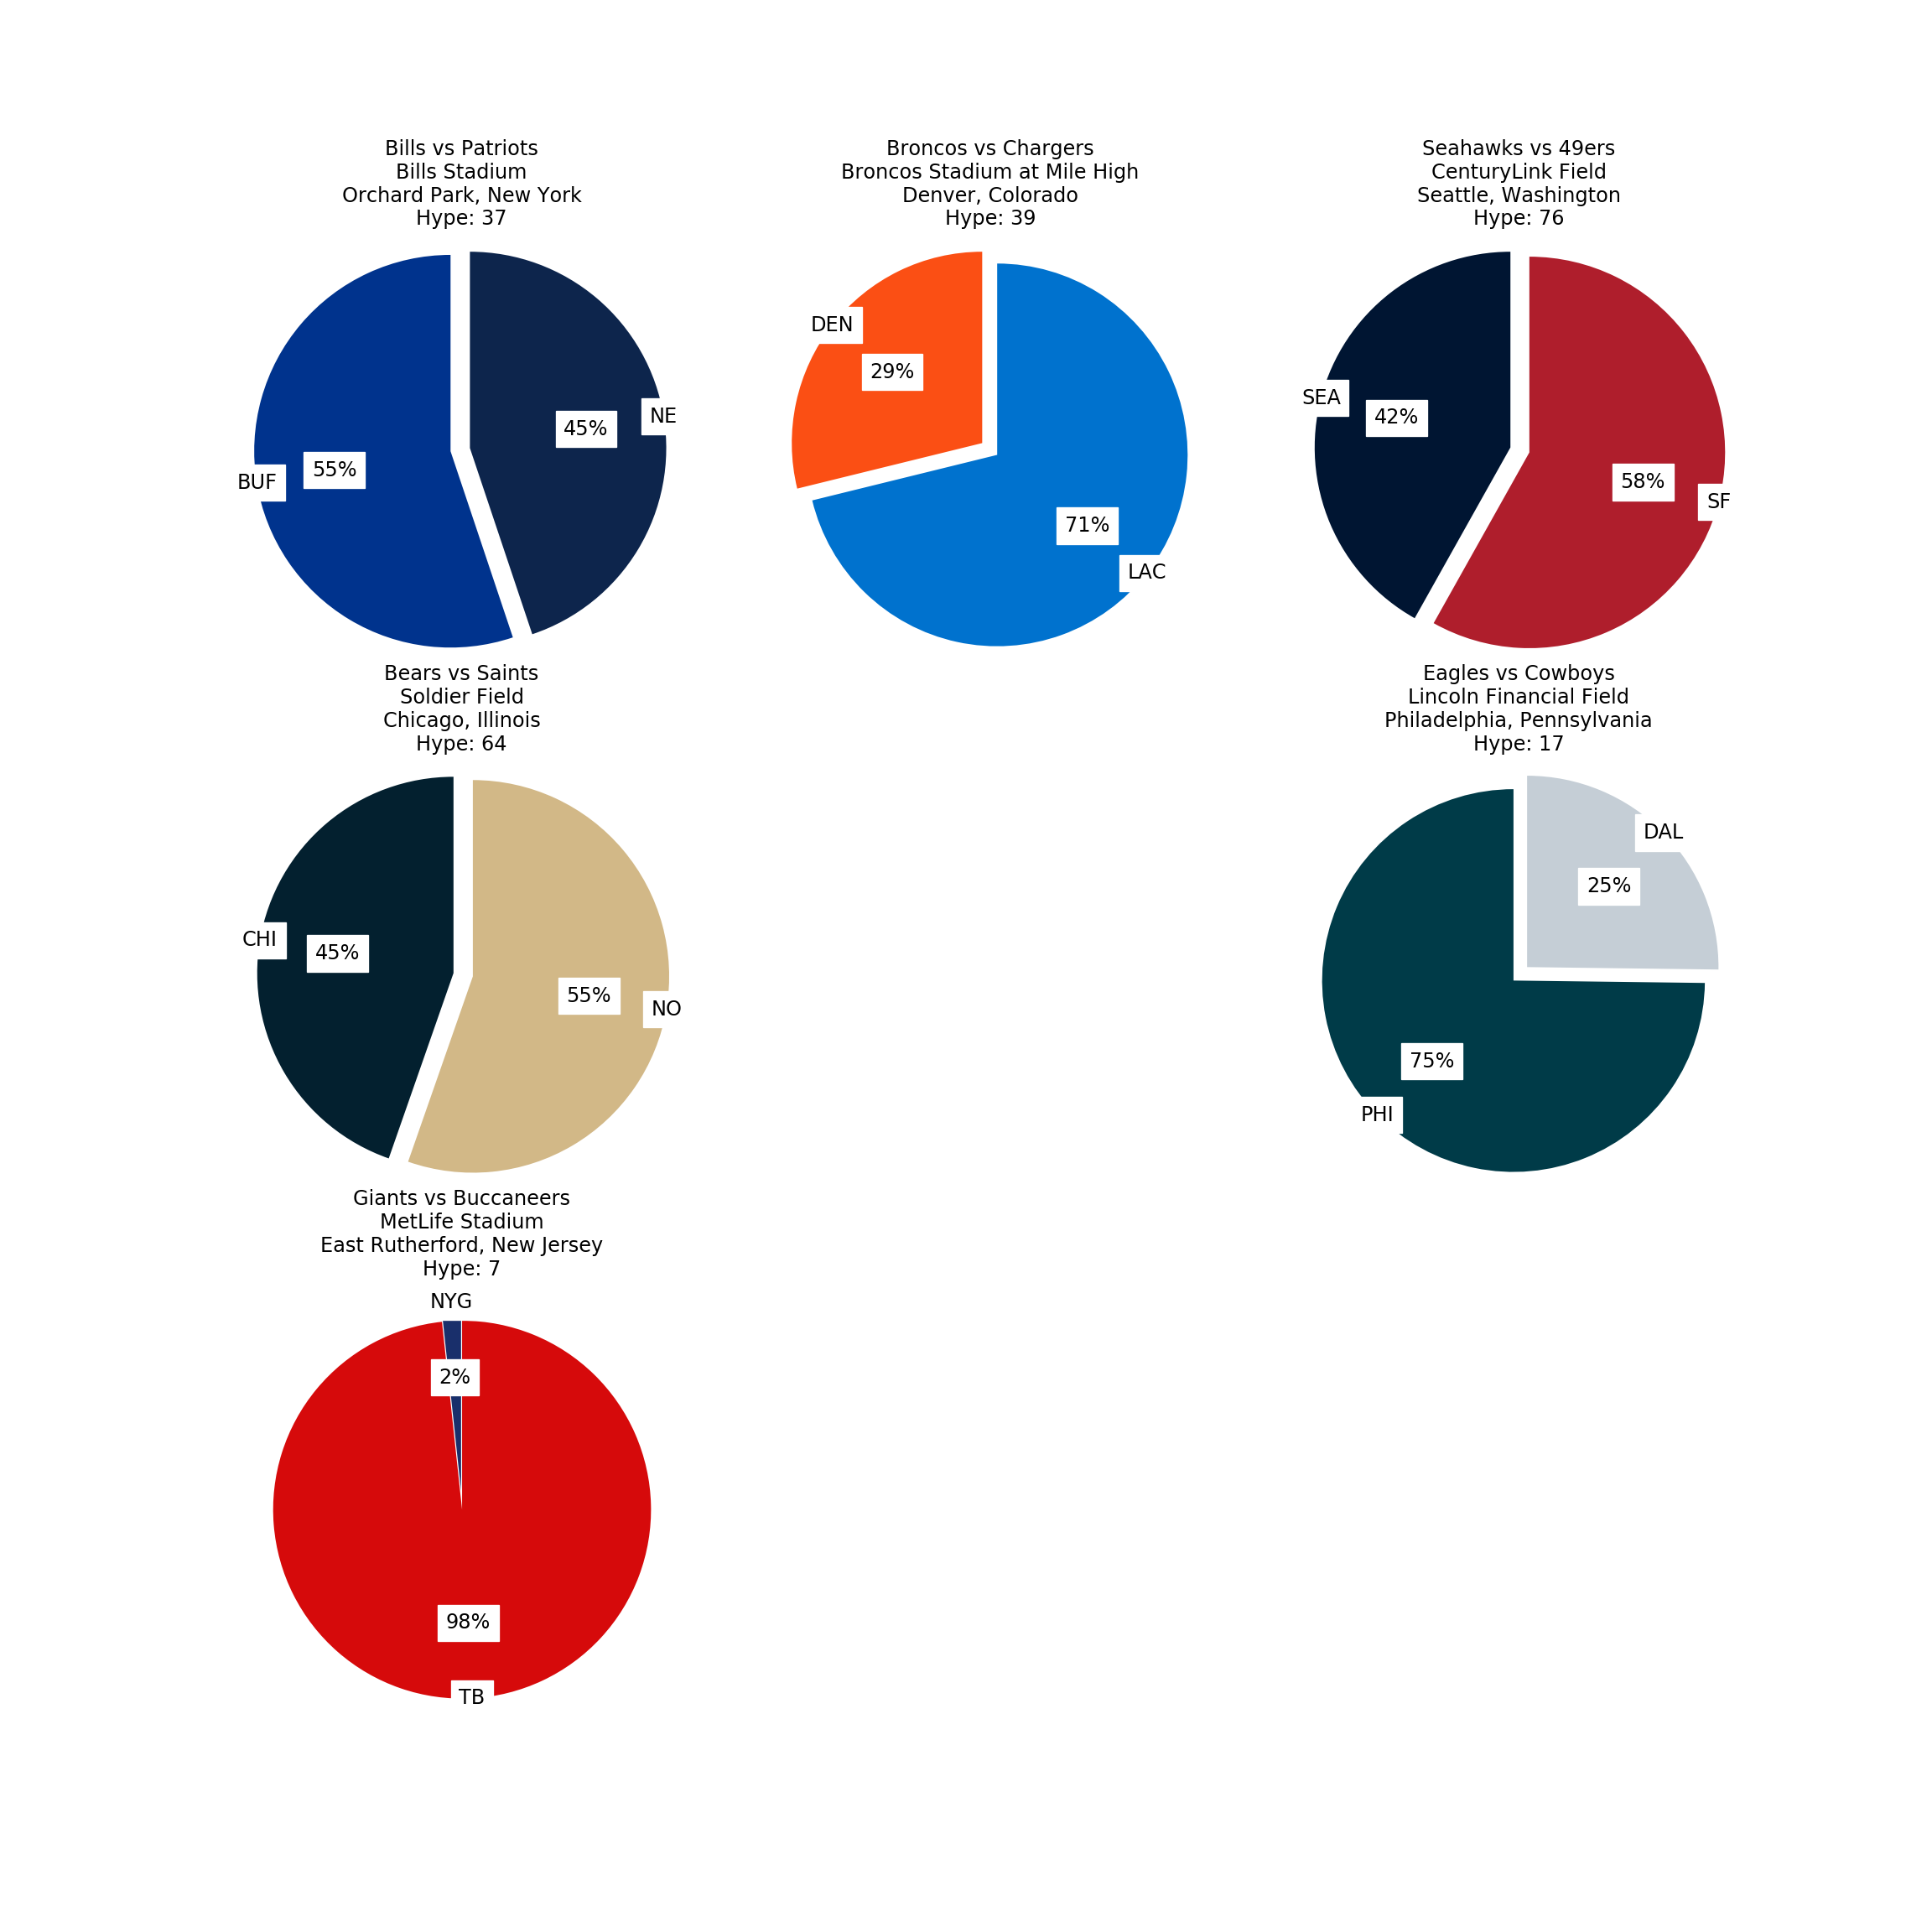 Bills vs Patriots
Bills Stadium
Orchard Park, New York
Hype: 37
NE
45%
55%
BUF
Broncos vs Chargers
Broncos Stadium at Mile High
Denver, Colorado
Hype: 39
DEN
29%
71%
LAC
Seahawks vs 49ers
CenturyLink Field
Seattle, Washington
Hype: 76
SEA
42%
58%
SF
Bears vs Saints
Soldier Field
Chicago, Illinois
Hype: 64
CHI
45%
55%
NO
Eagles vs Cowboys
Lincoln Financial Field
Philadelphia, Pennsylvania
Hype: 17
DAL
25%
75%
PHI
Giants vs Buccaneers
MetLife Stadium
East Rutherford, New Jersey
Hype: 7
NYG
2%
98%
TB